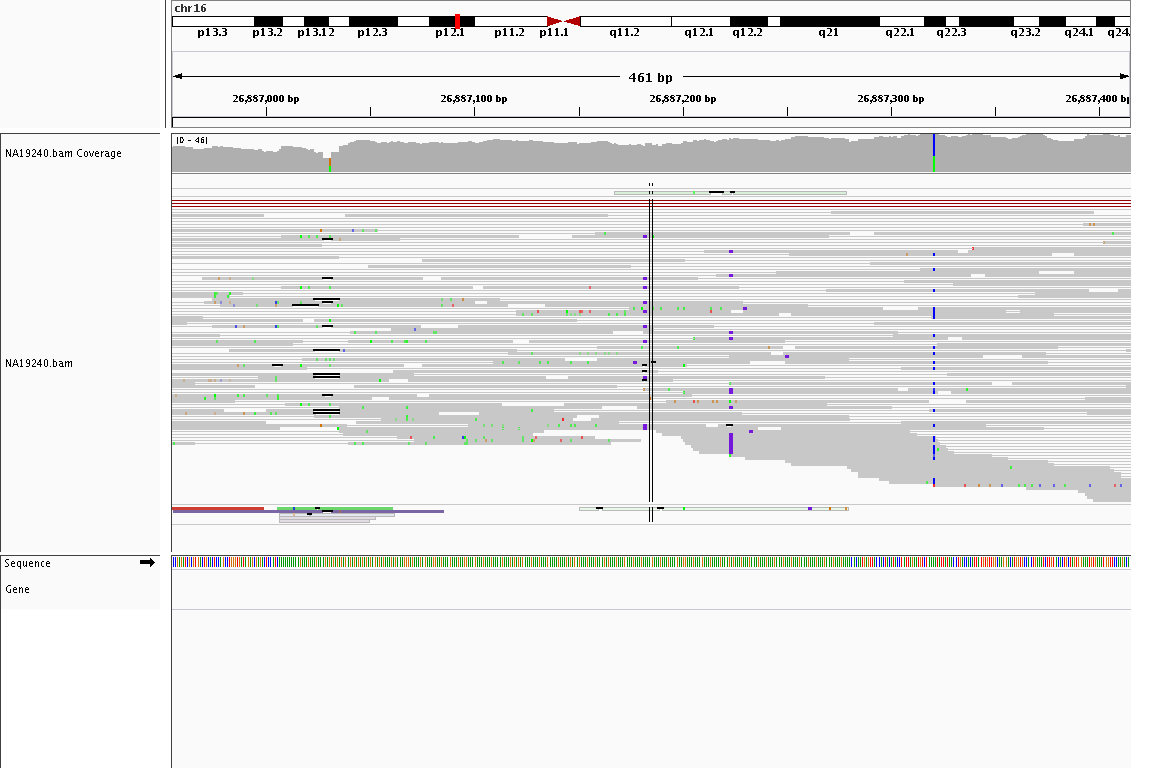 chr16
p13.3 p13.2 p13.12 p12.3 p12.1 p11.2 p11.1 q11.2 q12.1 q12.2 q21 q22.1 q22.3 q23.2 q24.1 q24.
461 bp
26,887,000 bp 26,887,100 bp 26,887,200 bp 26,887,300 bp 26,887,400 bp
[0 - 46]
NA19240.bam Coverage
NA19240.bam
Sequence
Gene